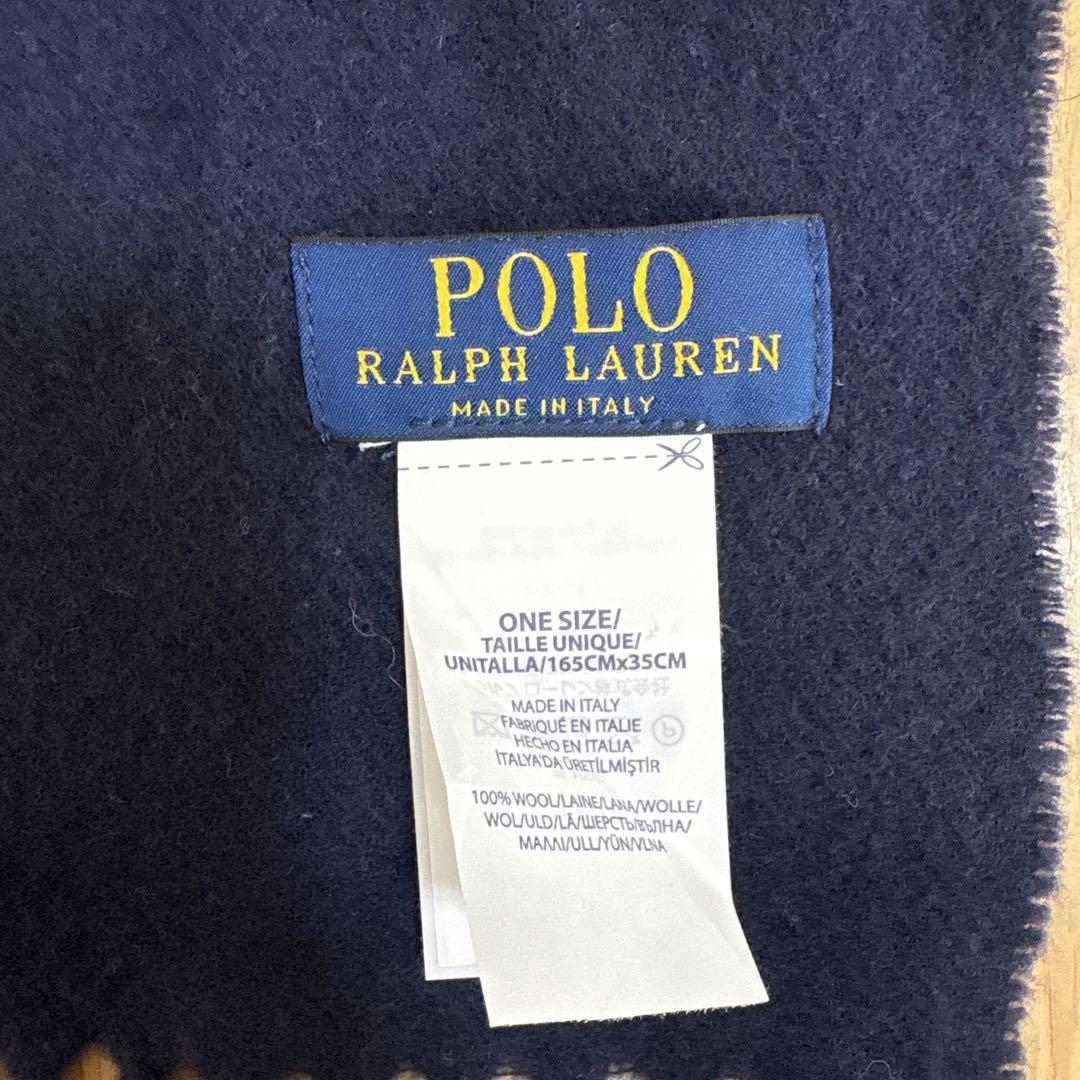 POLO
RALPH LAUREN
MADE IN ITALY
ONE SIZE/
TAILLE UNIQUE/
UNITALLA/165CMx35CM
MADE IN ITALY
FABRIQUÉ EN ITALIE
HECHO EN ITALIA
İTALYA'DA ÜRETİLMİŞTİR
100% WOOL/LAINE/LANA/WOLLE/
WOL/ULD/LÃ/ШЕРСТЬ/ВЪЛНА/
ΜΑΛΛΙ/ULL/YÜN/VLNA